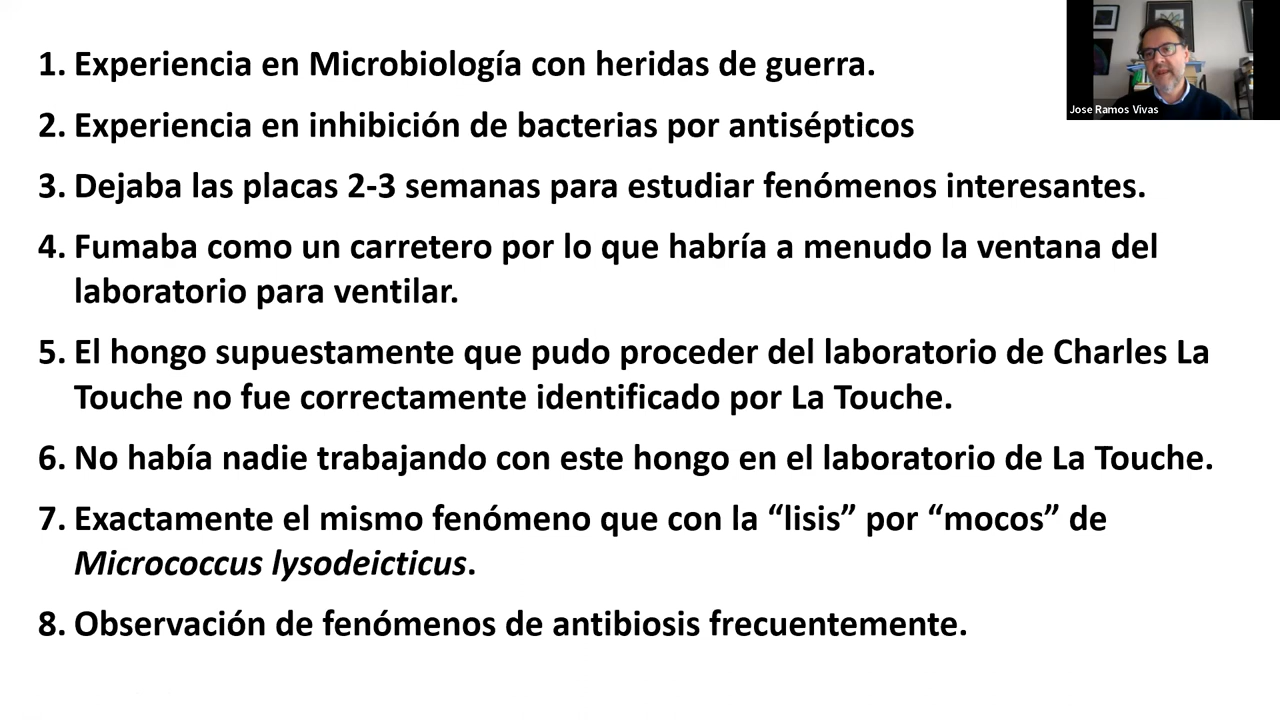 1. Experiencia en Microbiología con heridas de guerra.
2. Experiencia en inhibición de bacterias por antisépticos
3. Dejaba las placas 2-3 semanas para estudiar fenómenos interesantes.
4. Fumaba como un carretero por lo que habría a menudo la ventana del
laboratorio para ventilar.
5. El hongo supuestamente que pudo proceder del laboratorio de Charles La
Touche no fue correctamente identificado por La Touche.
6. No había nadie trabajando con este hongo en el laboratorio de La Touche.
7. Exactamente el mismo fenómeno que con la “lisis” por “mocos” de
Micrococcus lysodeicticus.
8. Observación de fenómenos de antibiosis frecuentemente.
Jose Ramos Vivas